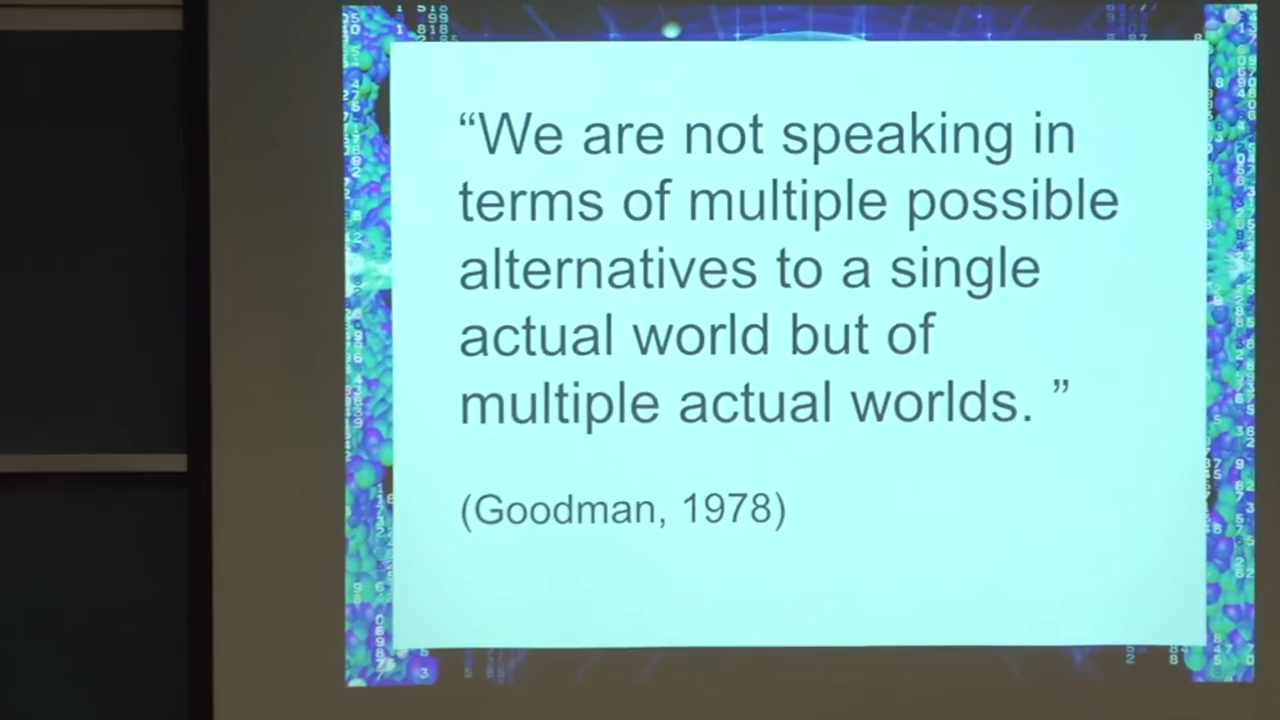 “We are not speaking in
terms of multiple possible
alternatives to a single
actual world but of
multiple actual worlds. ”
(Goodman, 1978)